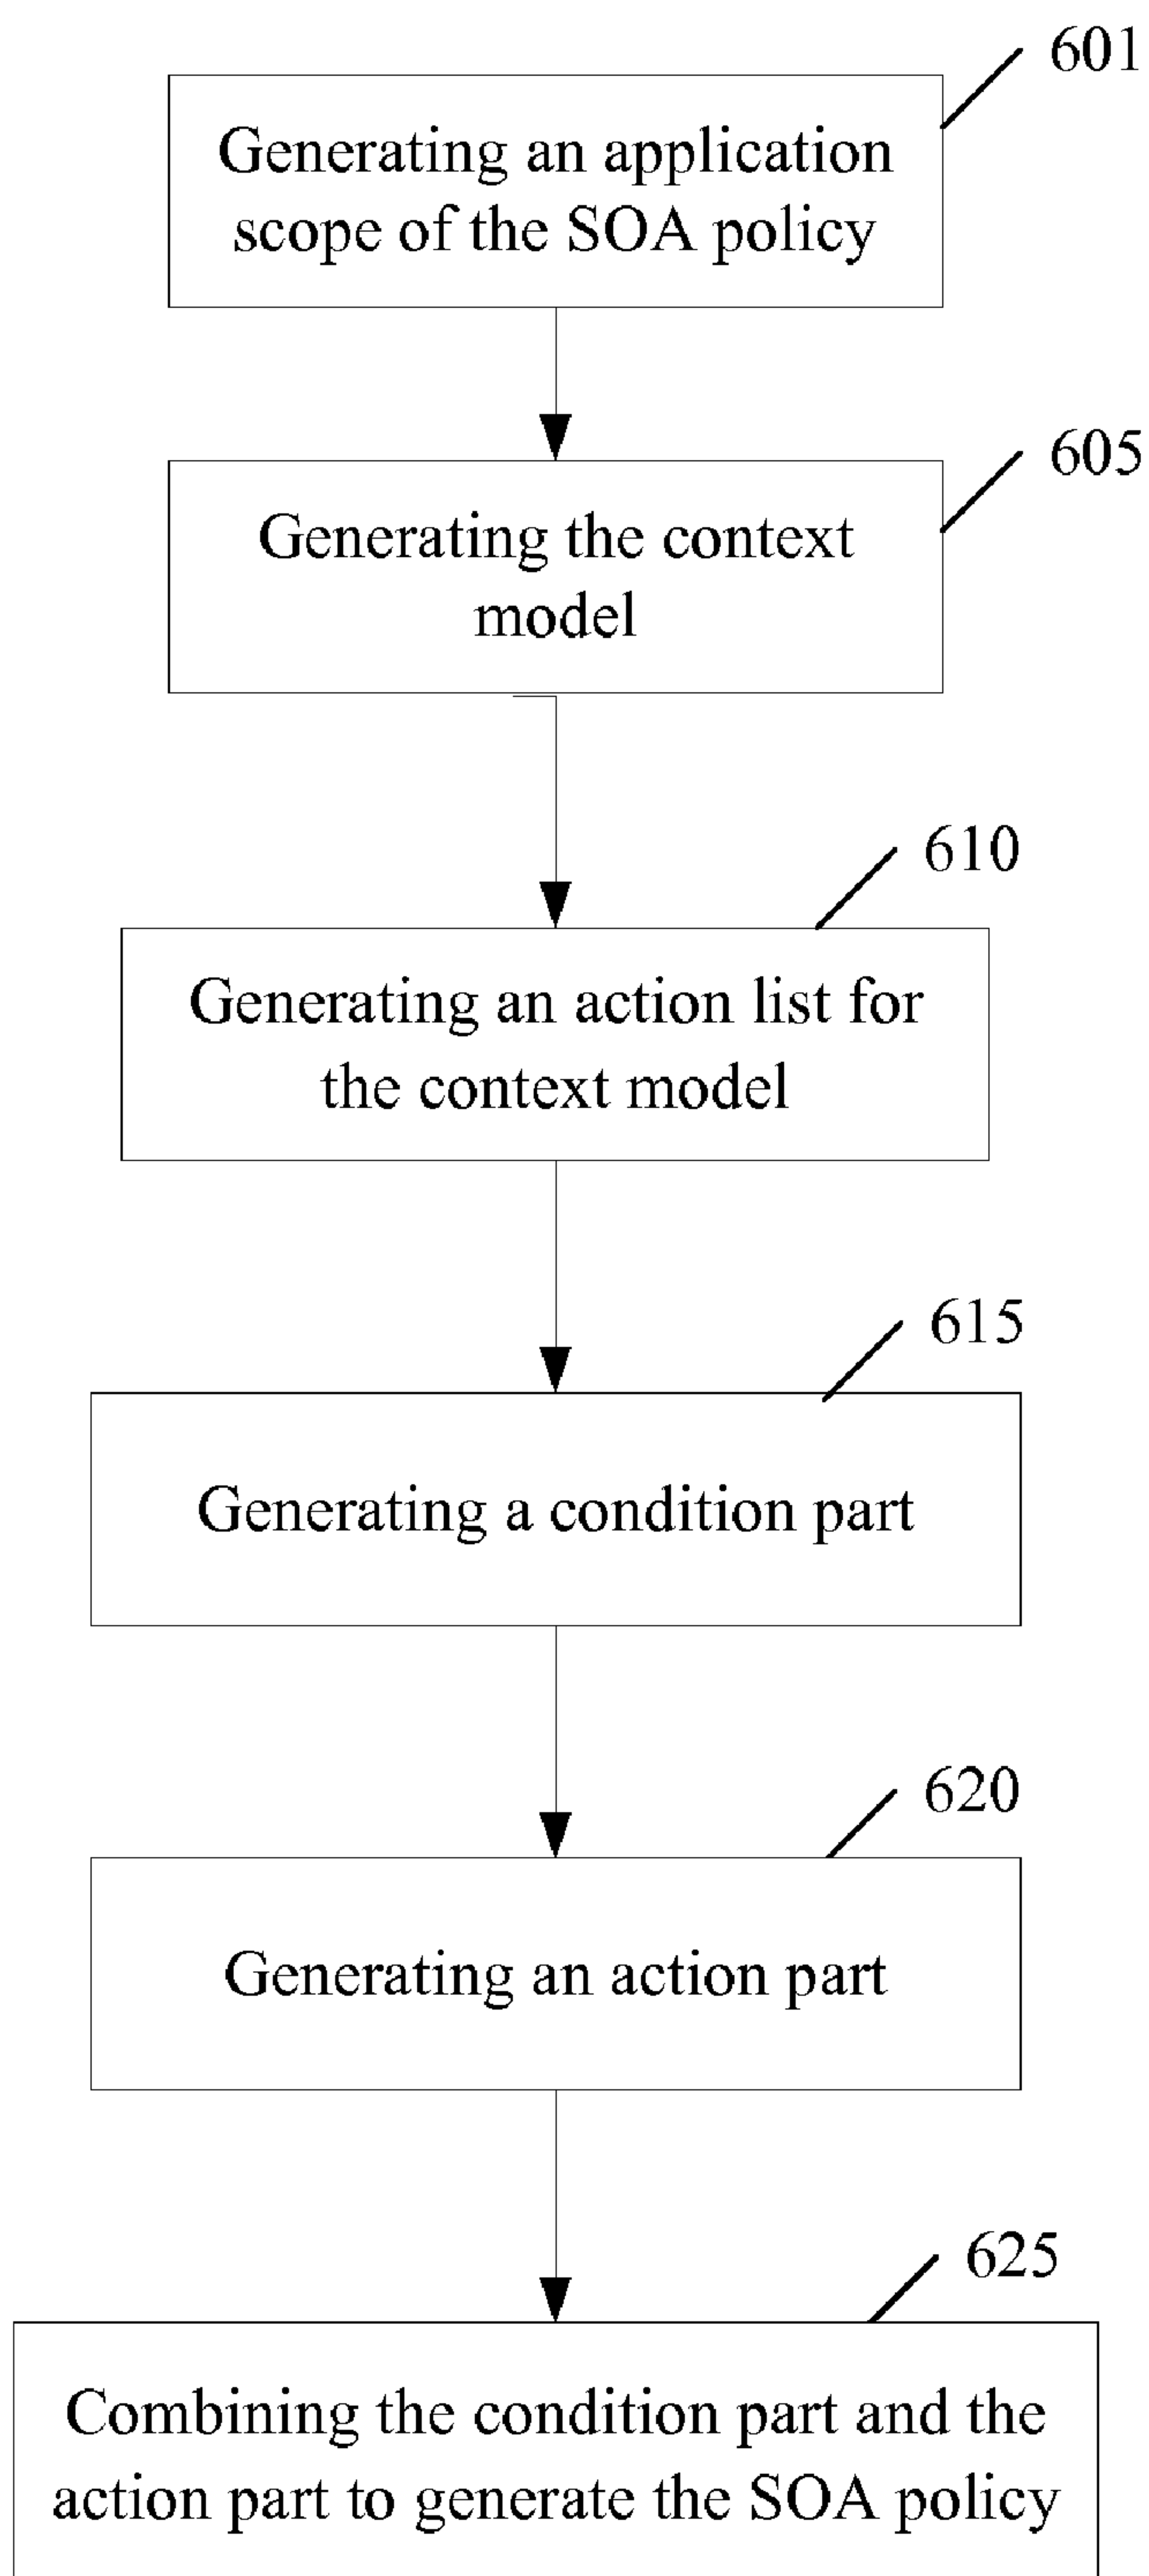 601
Generating an application
scope of the SOA policy
605
Generating the context
model
610
Generating an action list for
the context model
615
Generating a condition part
620
Generating an action part
625
Combining the condition part and the
action part to generate the SOA policy